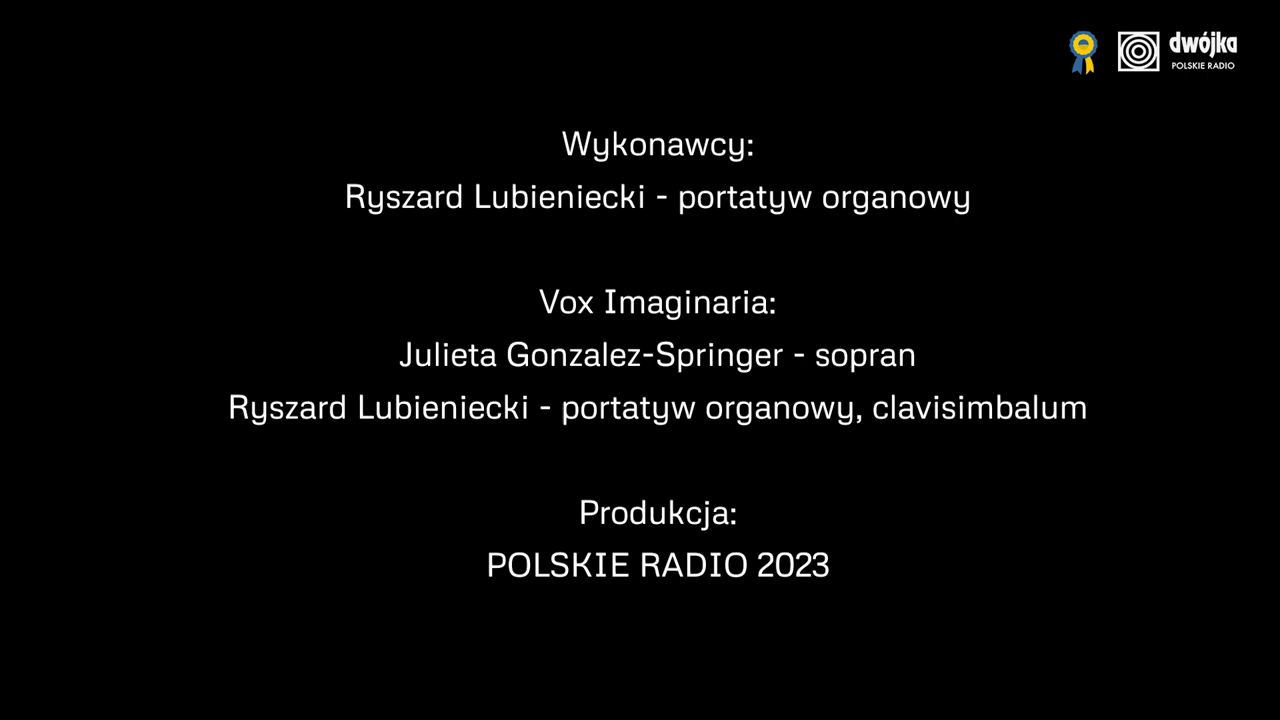 dwójka
POLSKIE RADIO
Wykonawcy:
Ryszard Lubieniecki - portatyw organowy
Vox Imaginaria:
Julieta Gonzalez-Springer - sopran
Ryszard Lubieniecki - portatyw organowy, clavisimbalum
Produkcja:
POLSKIE RADIO 2023